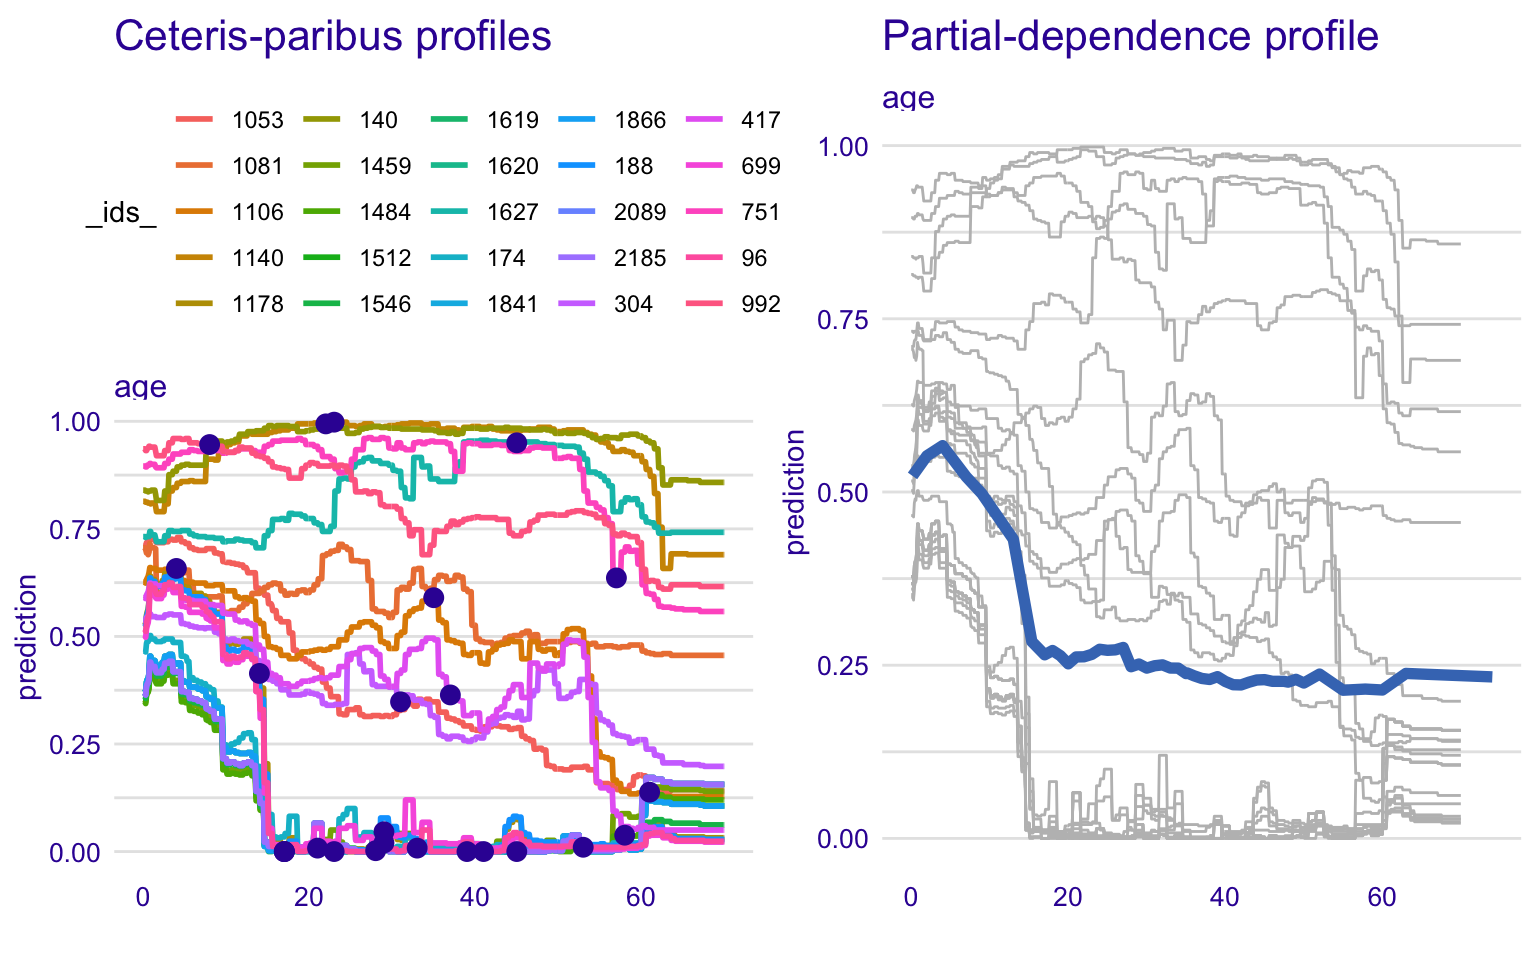 Ceteris-paribus profiles
_ids_
1053 140 1619 1866 417
1081 1459 1620 188 699
1106 1484 1627 2089 751
1140 1512 174 2185 96
1178 1546 1841 304 992
age
prediction
1.00
0.75
0.50
0.25
0.00
0 20 40 60
Partial-dependence profile
age
prediction
1.00
0.75
0.50
0.25
0.00
0 20 40 60